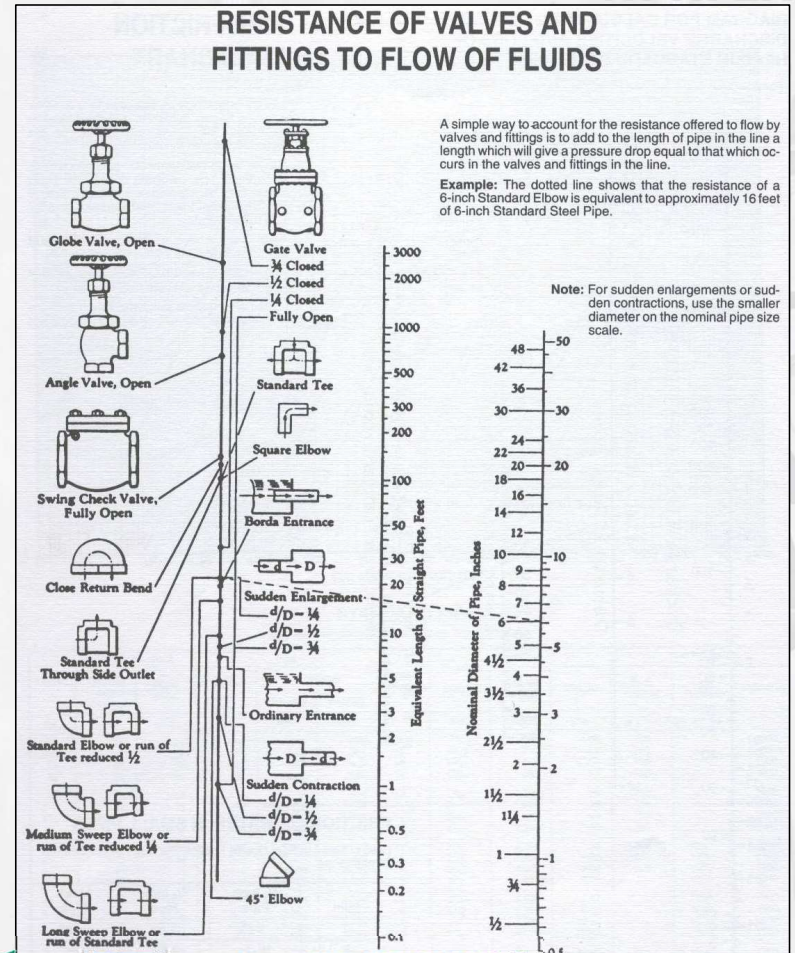 RESISTANCE OF VALVES AND
FITTINGS TO FLOW OF FLUIDS
A simple way to account for the resistance offered to flow by
valves and fittings is to add to the length of pipe in the line a
length which will give a pressure drop equal to that which oc-
curs in the valves and fittings in the line.
Example: The dotted line shows that the resistance of a
6-inch Standard Elbow is equivalent to approximately 16 feet
of 6-inch Standard Steel Pipe.
Note: For sudden enlargements or sud-
den contractions, use the smaller
diameter on the nominal pipe size
scale.
Globe Valve, Open
Angle Valve, Open
Swing Check Valve,
Fully Open
Close Return Bend
Standard Tee
Through Side Outlet
Standard Elbow or run of
Tee reduced ½
Medium Sweep Elbow or
run of Tee reduced ¼
Long Sweep Elbow or
run of Standard Tee
Gate Valve
¾ Closed
½ Closed
¼ Closed
Fully Open
Standard Tee
Square Elbow
Borda Entrance
d D
Sudden Enlargement
d/D-¼
d/D-½
d/D-¾
Ordinary Entrance
D d
Sudden Contraction
d/D-¼
d/D-½
d/D-¾
45° Elbow
3000
2000
1000
500
300
200
100
50
30
20
10
5
3
2
1
0.5
0.3
0.2
0.1
Equivalent Length of Straight Pipe, Feet
Nominal Diameter of Pipe, Inches
48
42
36
30
24
22
20
18
16
14
12
10
9
8
7
6
5
4½
4
3½
3
2½
2
1½
1¼
1
¾
½
50
30
20
10
5
3
2
1
0.5